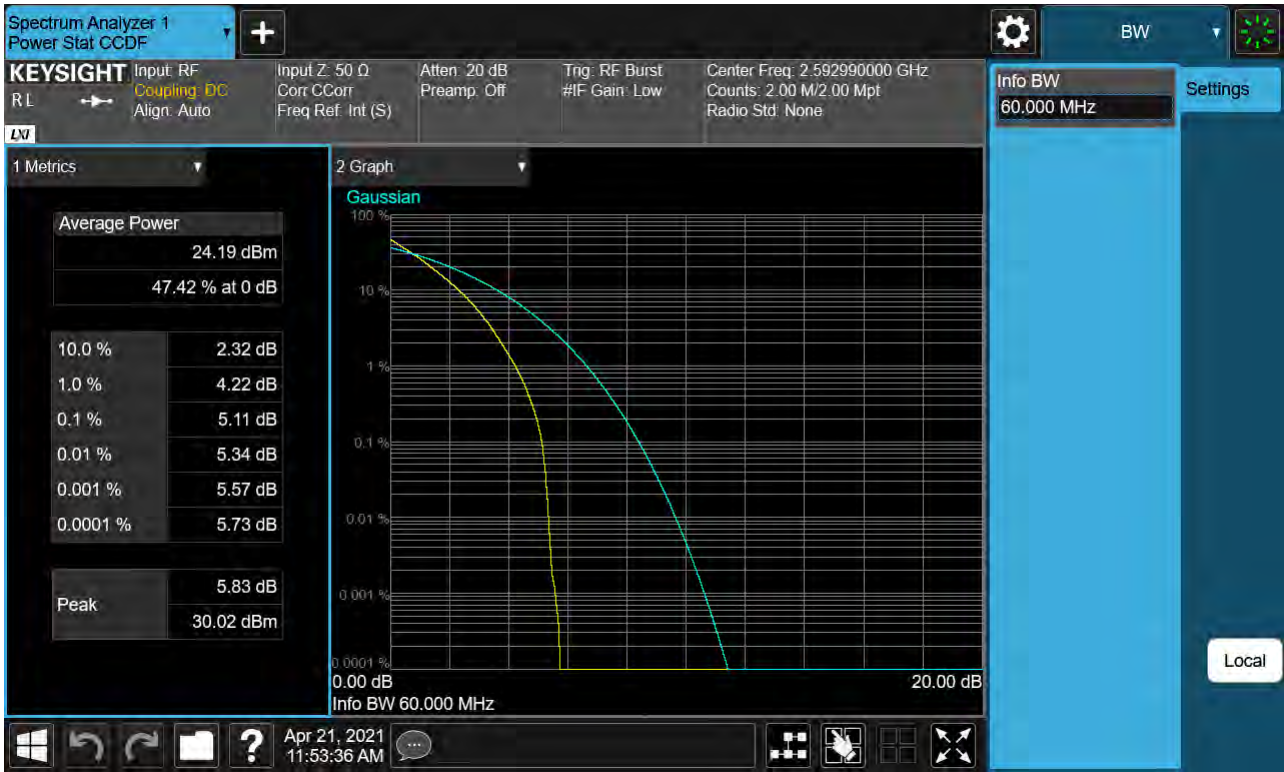 Spectrum Analyzer 1
Power Stat CCDF
+
BW
KEYSIGHT
R L
LXI
Input: RF
Coupling: DC
Align: Auto
Input Z: 50 Ω
Corr CCorr
Freq Ref: Int (S)
Atten: 20 dB
Preamp: Off
Trig: RF Burst
#IF Gain: Low
Center Freq: 2.592990000 GHz
Counts: 2.00 M/2.00 Mpt
Radio Std: None
Info BW
60.000 MHz
Settings
1 Metrics
Average Power
24.19 dBm
47.42 % at 0 dB
10.0 % 2.32 dB
1.0 % 4.22 dB
0.1 % 5.11 dB
0.01 % 5.34 dB
0.001 % 5.57 dB
0.0001 % 5.73 dB
Peak
5.83 dB
30.02 dBm
2 Graph
Gaussian
100 %
10 %
1 %
0.1 %
0.01 %
0.001 %
0.0001 %
0.00 dB 20.00 dB
Info BW 60.000 MHz
Local
?
Apr 21, 2021
11:53:36 AM